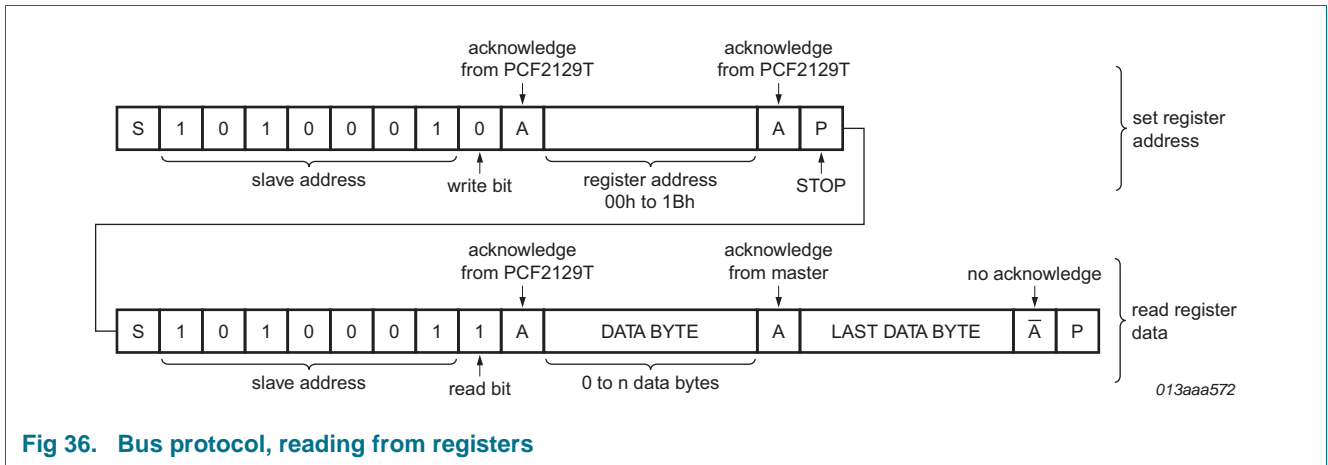 acknowledge from PCF2129T
acknowledge from PCF2129T
S 1 0 1 0 0 0 1 0 A A P
slave address
write bit
register address 00h to 1Bh
STOP
set register address
acknowledge from PCF2129T
acknowledge from master
no acknowledge
S 1 0 1 0 0 0 1 1 A DATA BYTE A LAST DATA BYTE A̅ P
slave address
read bit
0 to n data bytes
read register data
013aaa572
Fig 36. Bus protocol, reading from registers